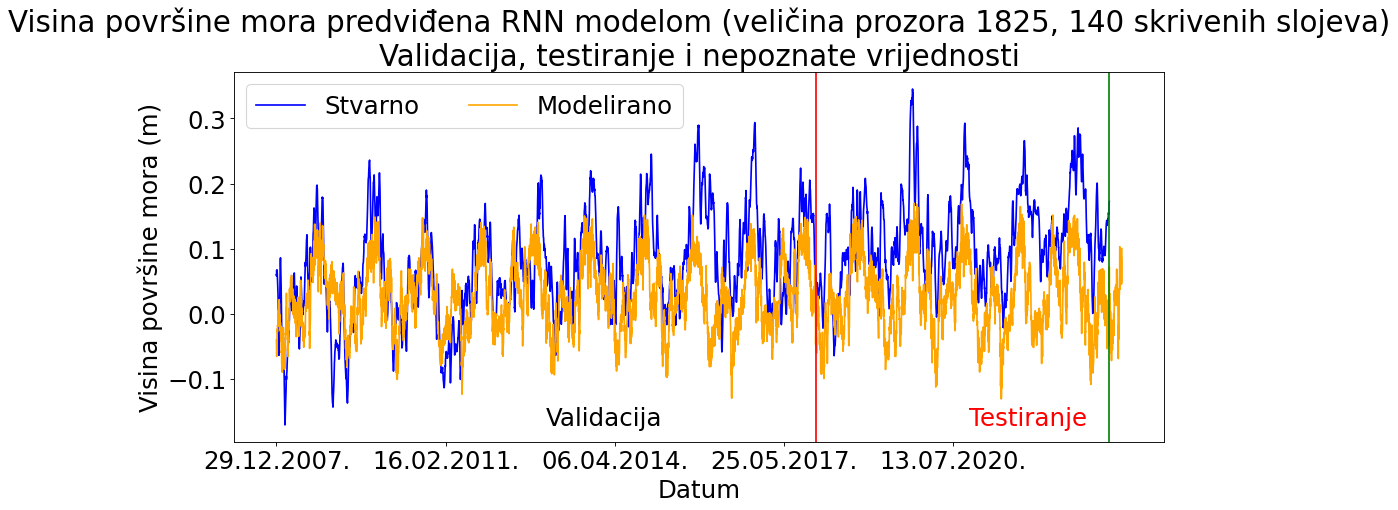 Visina površine mora predviđena RNN modelom (veličina prozora 1825, 140 skrivenih slojeva)
Validacija, testiranje i nepoznate vrijednosti
Stvarno
Modelirano
Visina površine mora (m)
0.3
0.2
0.1
0.0
−0.1
Validacija
Testiranje
29.12.2007.
16.02.2011.
06.04.2014.
25.05.2017.
13.07.2020.
Datum